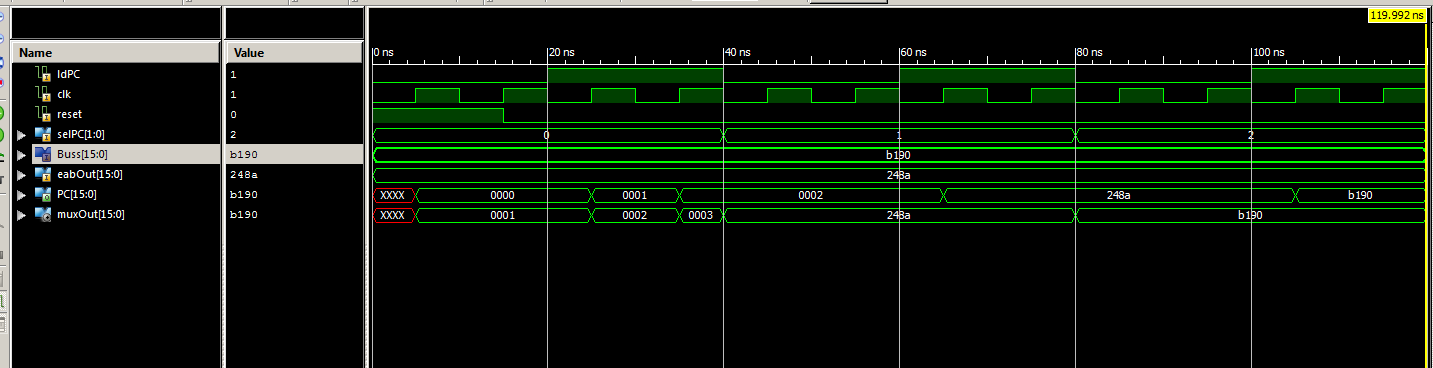 119.992 ns
Name Value 0 ns 20 ns 40 ns 60 ns 80 ns 100 ns
ldPC 1
clk 1
reset 0
selPC[1:0] 2 0 1 2
Buss[15:0] b190 b190
eabOut[15:0] 248a 248a
PC[15:0] b190 XXXX 0000 0001 0002 248a b190
muxOut[15:0] b190 XXXX 0001 0002 0003 248a b190